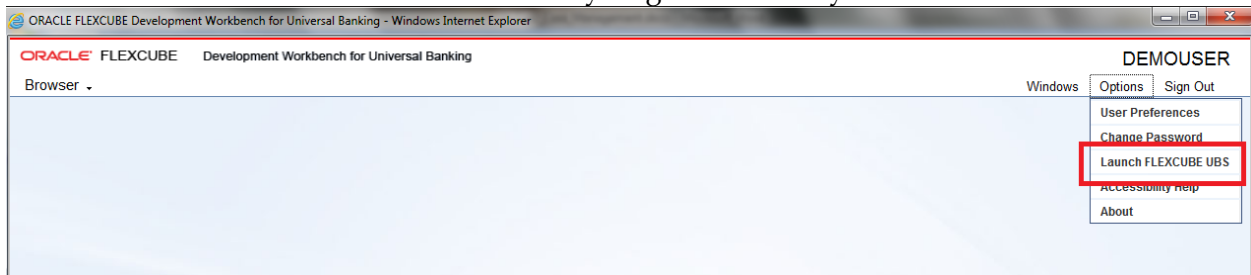 ORACLE FLEXCUBE Development Workbench for Universal Banking - Windows Internet Explorer
ORACLE FLEXCUBE Development Workbench for Universal Banking
DEMOUSER
Browser
Windows Options Sign Out
User Preferences
Change Password
Launch FLEXCUBE UBS
Accessibility Help
About